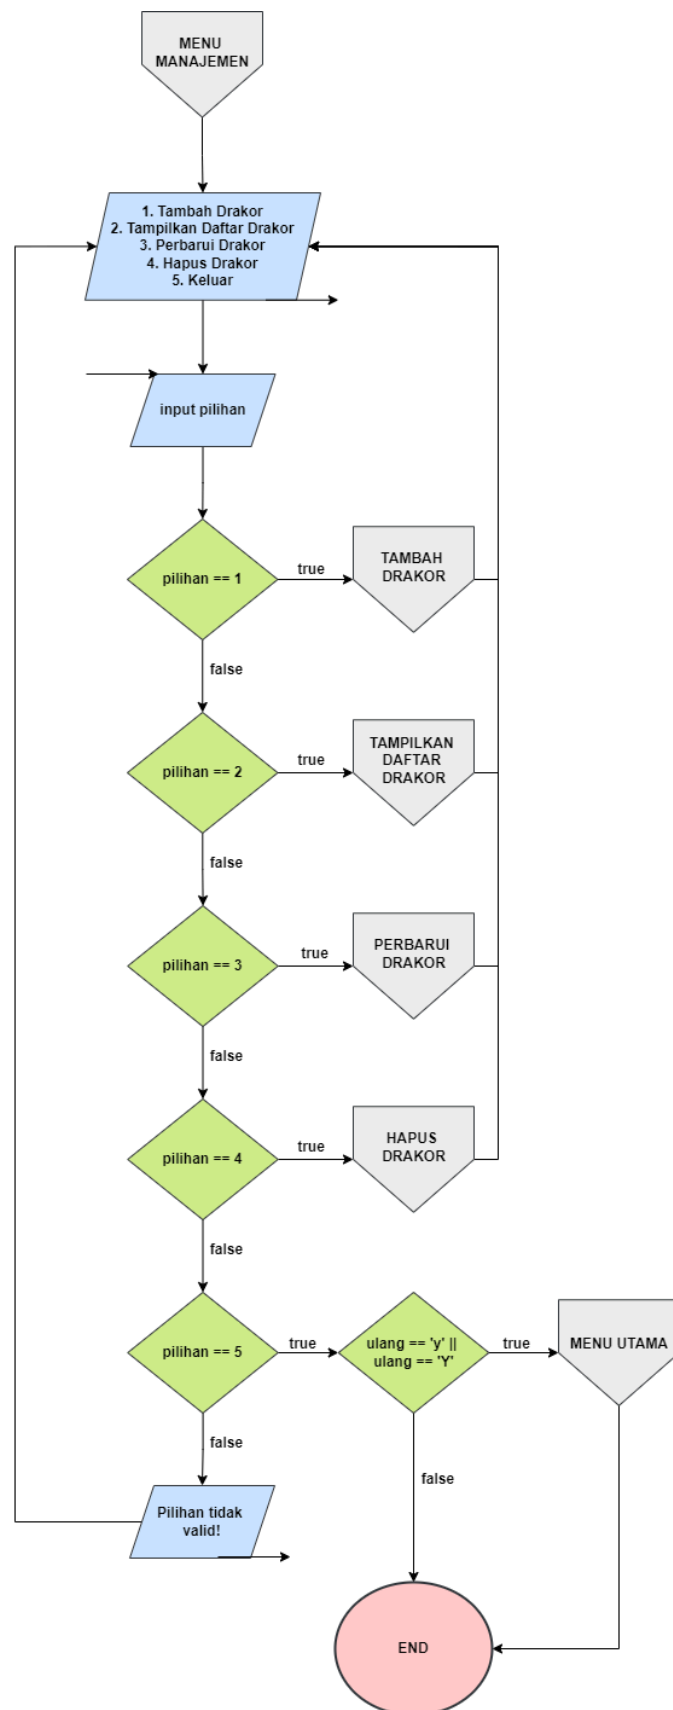 MENU
MANAJEMEN
1. Tambah Drakor
2. Tampilkan Daftar Drakor
3. Perbarui Drakor
4. Hapus Drakor
5. Keluar
input pilihan
pilihan == 1
true
TAMBAH
DRAKOR
false
pilihan == 2
true
TAMPILKAN
DAFTAR
DRAKOR
false
pilihan == 3
true
PERBARUI
DRAKOR
false
pilihan == 4
true
HAPUS
DRAKOR
false
pilihan == 5
true
ulang == 'y' ||
ulang == 'Y'
true
MENU UTAMA
false
false
Pilihan tidak
valid!
END